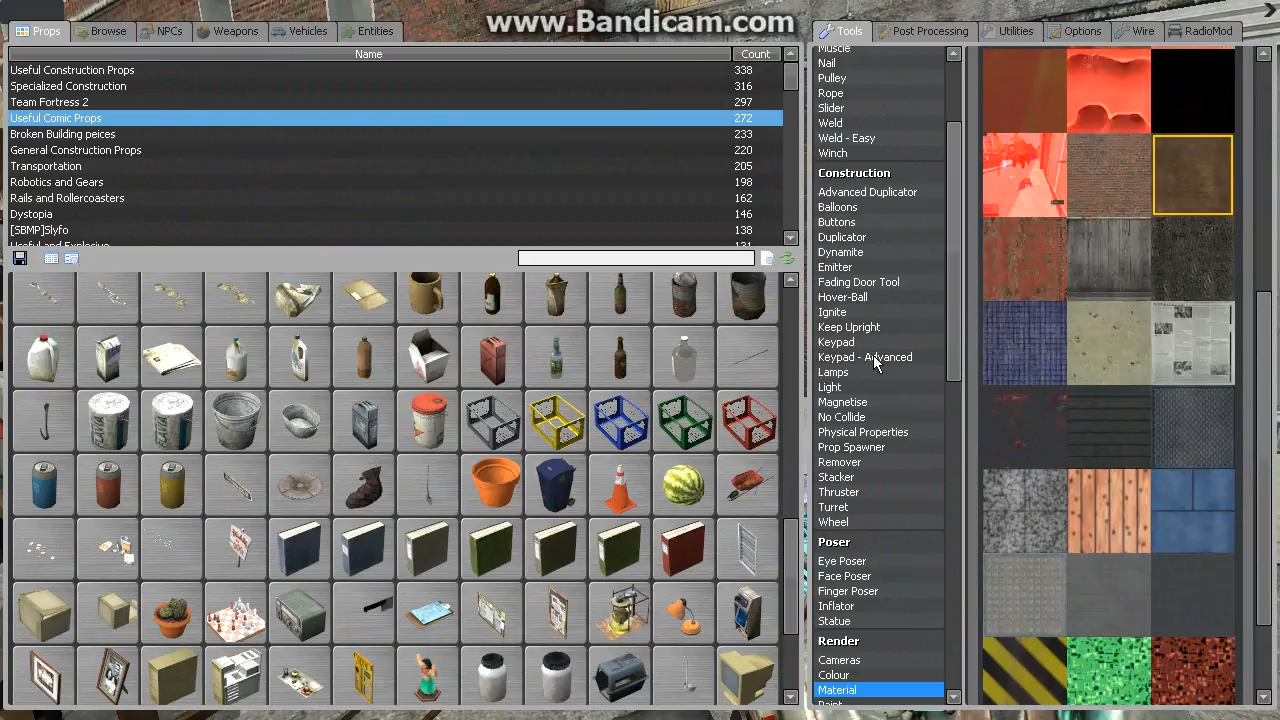 www.Bandicam.com
Props
Browse
NPCs
Weapons
Vehicles
Entities
Name
Count
Useful Construction Props 338
Specialized Construction 316
Team Fortress 2 297
Useful Comic Props 272
Broken Building peices 233
General Construction Props 220
Transportation 205
Robotics and Gears 198
Rails and Rollercoasters 162
Dystopia 146
[SBMP]Slyfo 138
Useful and Explosive 131
Tools
Post Processing
Utilities
Options
Wire
RadioMod
Muscle
Nail
Pulley
Rope
Slider
Weld
Weld - Easy
Winch
Construction
Advanced Duplicator
Balloons
Buttons
Duplicator
Dynamite
Emitter
Fading Door Tool
Hover-Ball
Ignite
Keep Upright
Keypad
Keypad - Advanced
Lamps
Light
Magnetise
No Collide
Physical Properties
Prop Spawner
Remover
Stacker
Thruster
Turret
Wheel
Poser
Eye Poser
Face Poser
Finger Poser
Inflator
Statue
Render
Cameras
Colour
Material
Paint